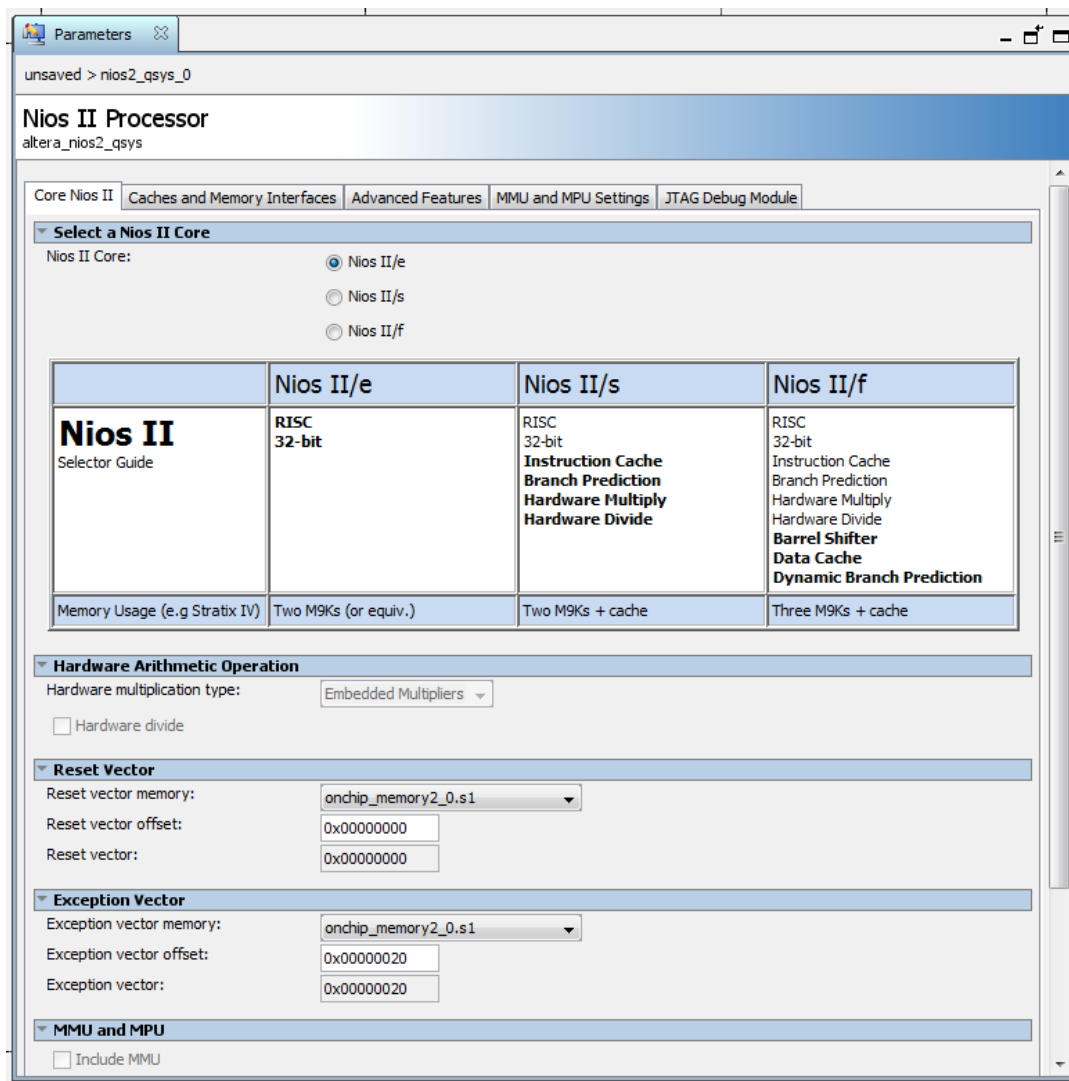 Parameters
unsaved > nios2_qsys_0
Nios II Processor
altera_nios2_qsys
Core Nios II Caches and Memory Interfaces Advanced Features MMU and MPU Settings JTAG Debug Module
Select a Nios II Core
Nios II Core:
Nios II/e
Nios II/s
Nios II/f
Nios II/e Nios II/s Nios II/f
Nios II
Selector Guide
RISC
32-bit
RISC
32-bit
Instruction Cache
Branch Prediction
Hardware Multiply
Hardware Divide
RISC
32-bit
Instruction Cache
Branch Prediction
Hardware Multiply
Hardware Divide
Barrel Shifter
Data Cache
Dynamic Branch Prediction
Memory Usage (e.g Stratix IV) Two M9Ks (or equiv.) Two M9Ks + cache Three M9Ks + cache
Hardware Arithmetic Operation
Hardware multiplication type: Embedded Multipliers
Hardware divide
Reset Vector
Reset vector memory: onchip_memory2_0.s1
Reset vector offset: 0x00000000
Reset vector: 0x00000000
Exception Vector
Exception vector memory: onchip_memory2_0.s1
Exception vector offset: 0x00000020
Exception vector: 0x00000020
MMU and MPU
Include MMU